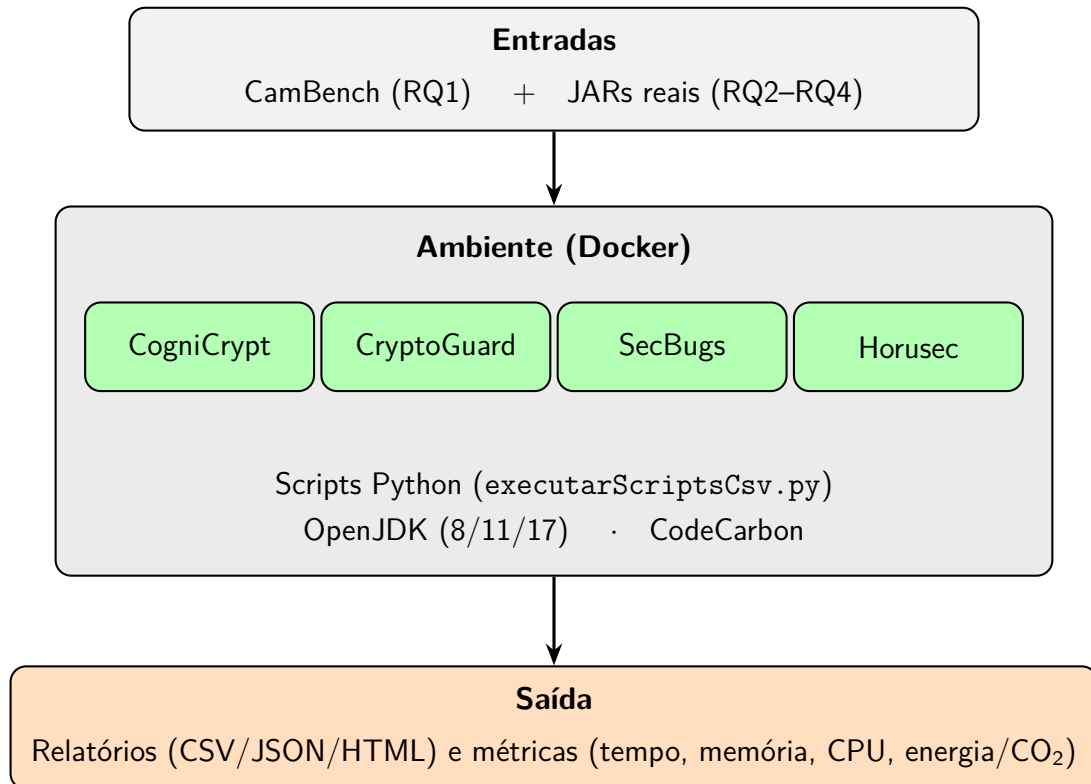 Entradas
CamBench (RQ1) + JARs reais (RQ2–RQ4)
Ambiente (Docker)
CogniCrypt CryptoGuard SecBugs Horusec
Scripts Python (executarScriptsCsv.py)
OpenJDK (8/11/17) · CodeCarbon
Saída
Relatórios (CSV/JSON/HTML) e métricas (tempo, memória, CPU, energia/CO₂)